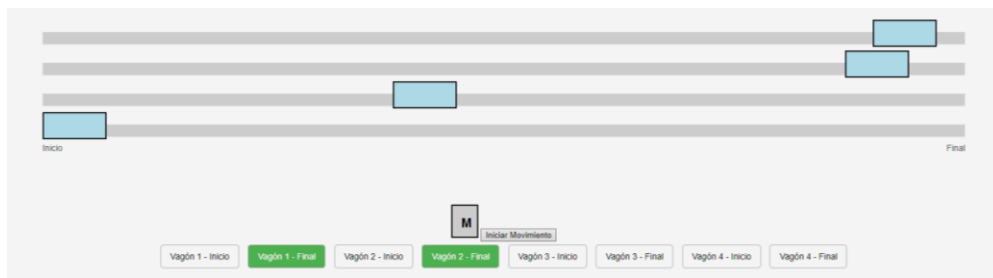 Inicio Final
M
Iniciar Movimiento
Vagón 1 - Inicio Vagón 1 - Final Vagón 2 - Inicio Vagón 2 - Final Vagón 3 - Inicio Vagón 3 - Final Vagón 4 - Inicio Vagón 4 - Final